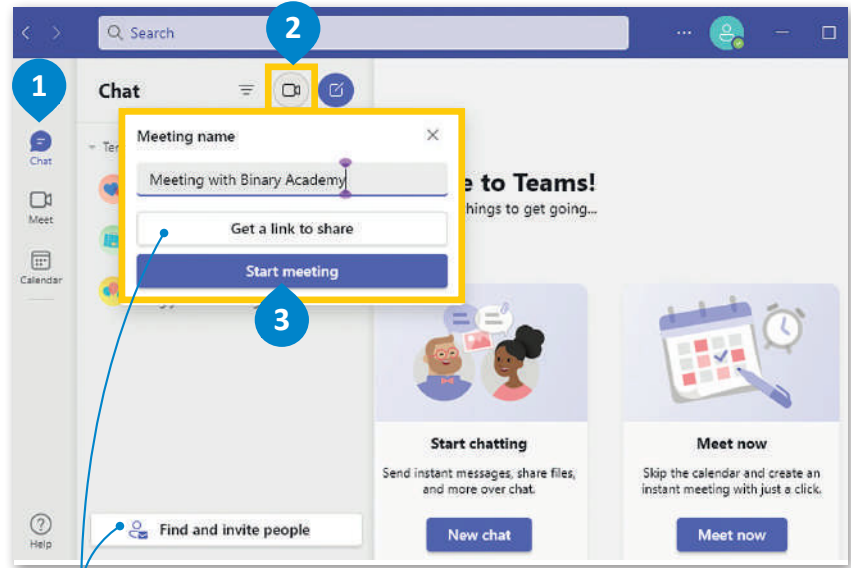 Search
2
1
Chat
Chat
Meet
Calendar
Help
Meeting name
Meeting with Binary Academy
Get a link to share
Start meeting
3
Find and invite people
e to Teams!
hings to get going...
Start chatting
Send instant messages, share files,
and more over chat.
New chat
Meet now
Skip the calendar and create an
instant meeting with just a click.
Meet now